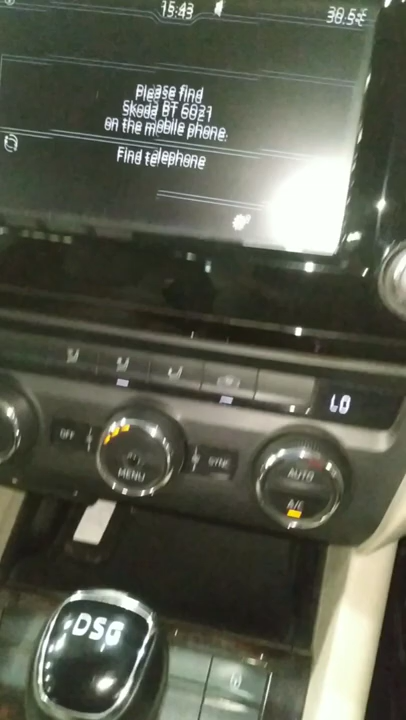 15:43
30.5°C
Please find
Skoda BT 6021
on the mobile phone.
Find telephone
LO
OFF
MENU
SYNC
AUTO
A/C
DSG